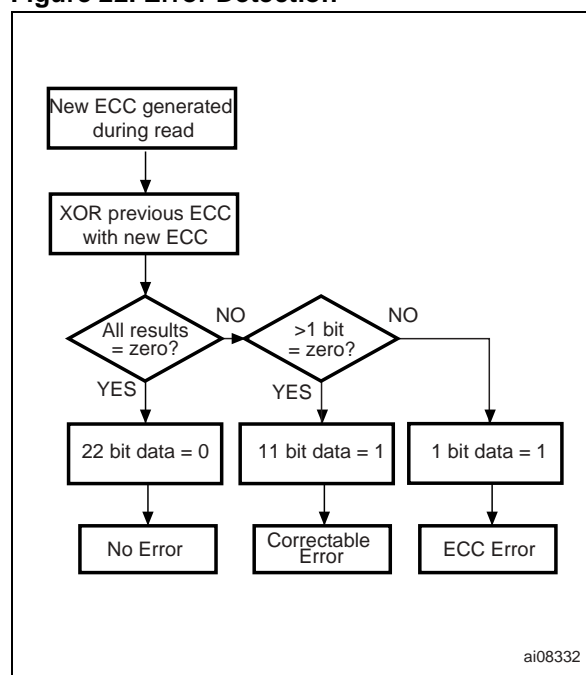 Figure 22. Error Detection
New ECC generated
during read
XOR previous ECC
with new ECC
All results
= zero?
NO
>1 bit
= zero?
NO
YES
YES
22 bit data = 0
11 bit data = 1
1 bit data = 1
No Error
Correctable
Error
ECC Error
ai08332